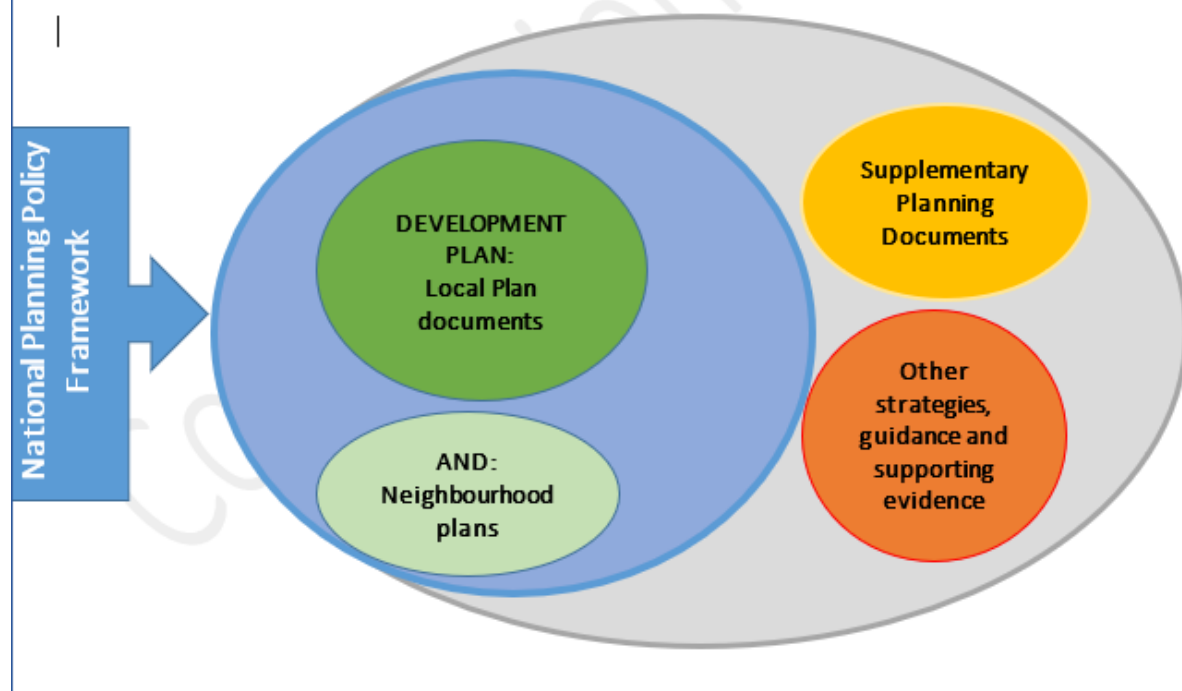 National Planning Policy
Framework
DEVELOPMENT
PLAN:
Local Plan
documents
AND:
Neighbourhood
plans
Supplementary
Planning
Documents
Other
strategies,
guidance and
supporting
evidence